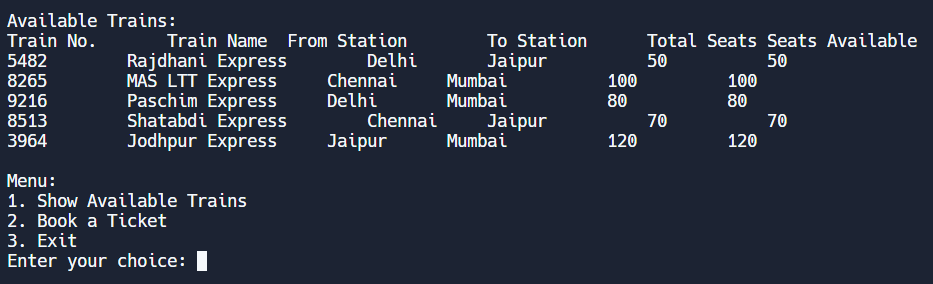 Available Trains:
Train No. Train Name From Station To Station Total Seats Seats Available
5482 Rajdhani Express Delhi Jaipur 50 50
8265 MAS LTT Express Chennai Mumbai 100 100
9216 Paschim Express Delhi Mumbai 80 80
8513 Shatabdi Express Chennai Jaipur 70 70
3964 Jodhpur Express Jaipur Mumbai 120 120
Menu:
1. Show Available Trains
2. Book a Ticket
3. Exit
Enter your choice: